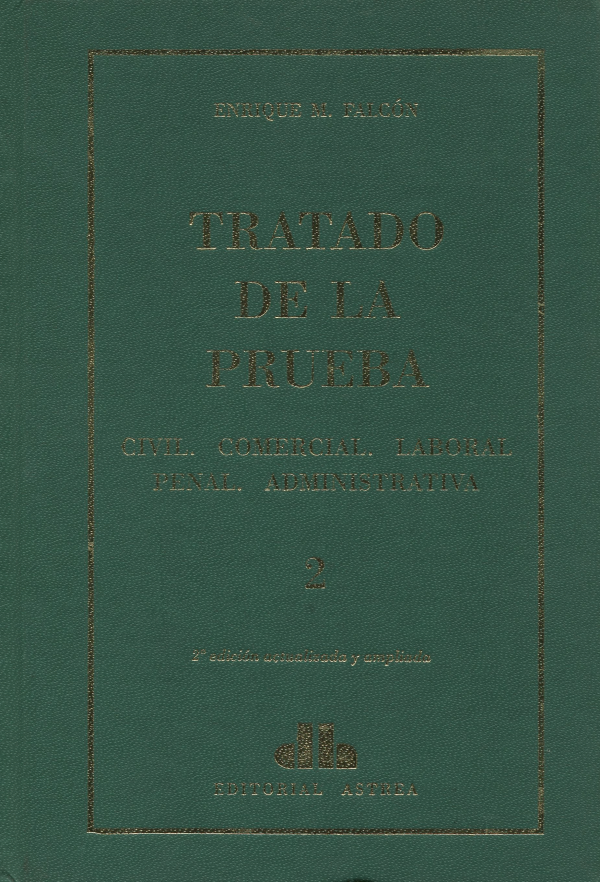 ENRIQUE M. FALCÓN
TRATADO
DE LA
PRUEBA
CIVIL. COMERCIAL. LABORAL
PENAL. ADMINISTRATIVA
2
2ª edición actualizada y ampliada
EDITORIAL ASTREA